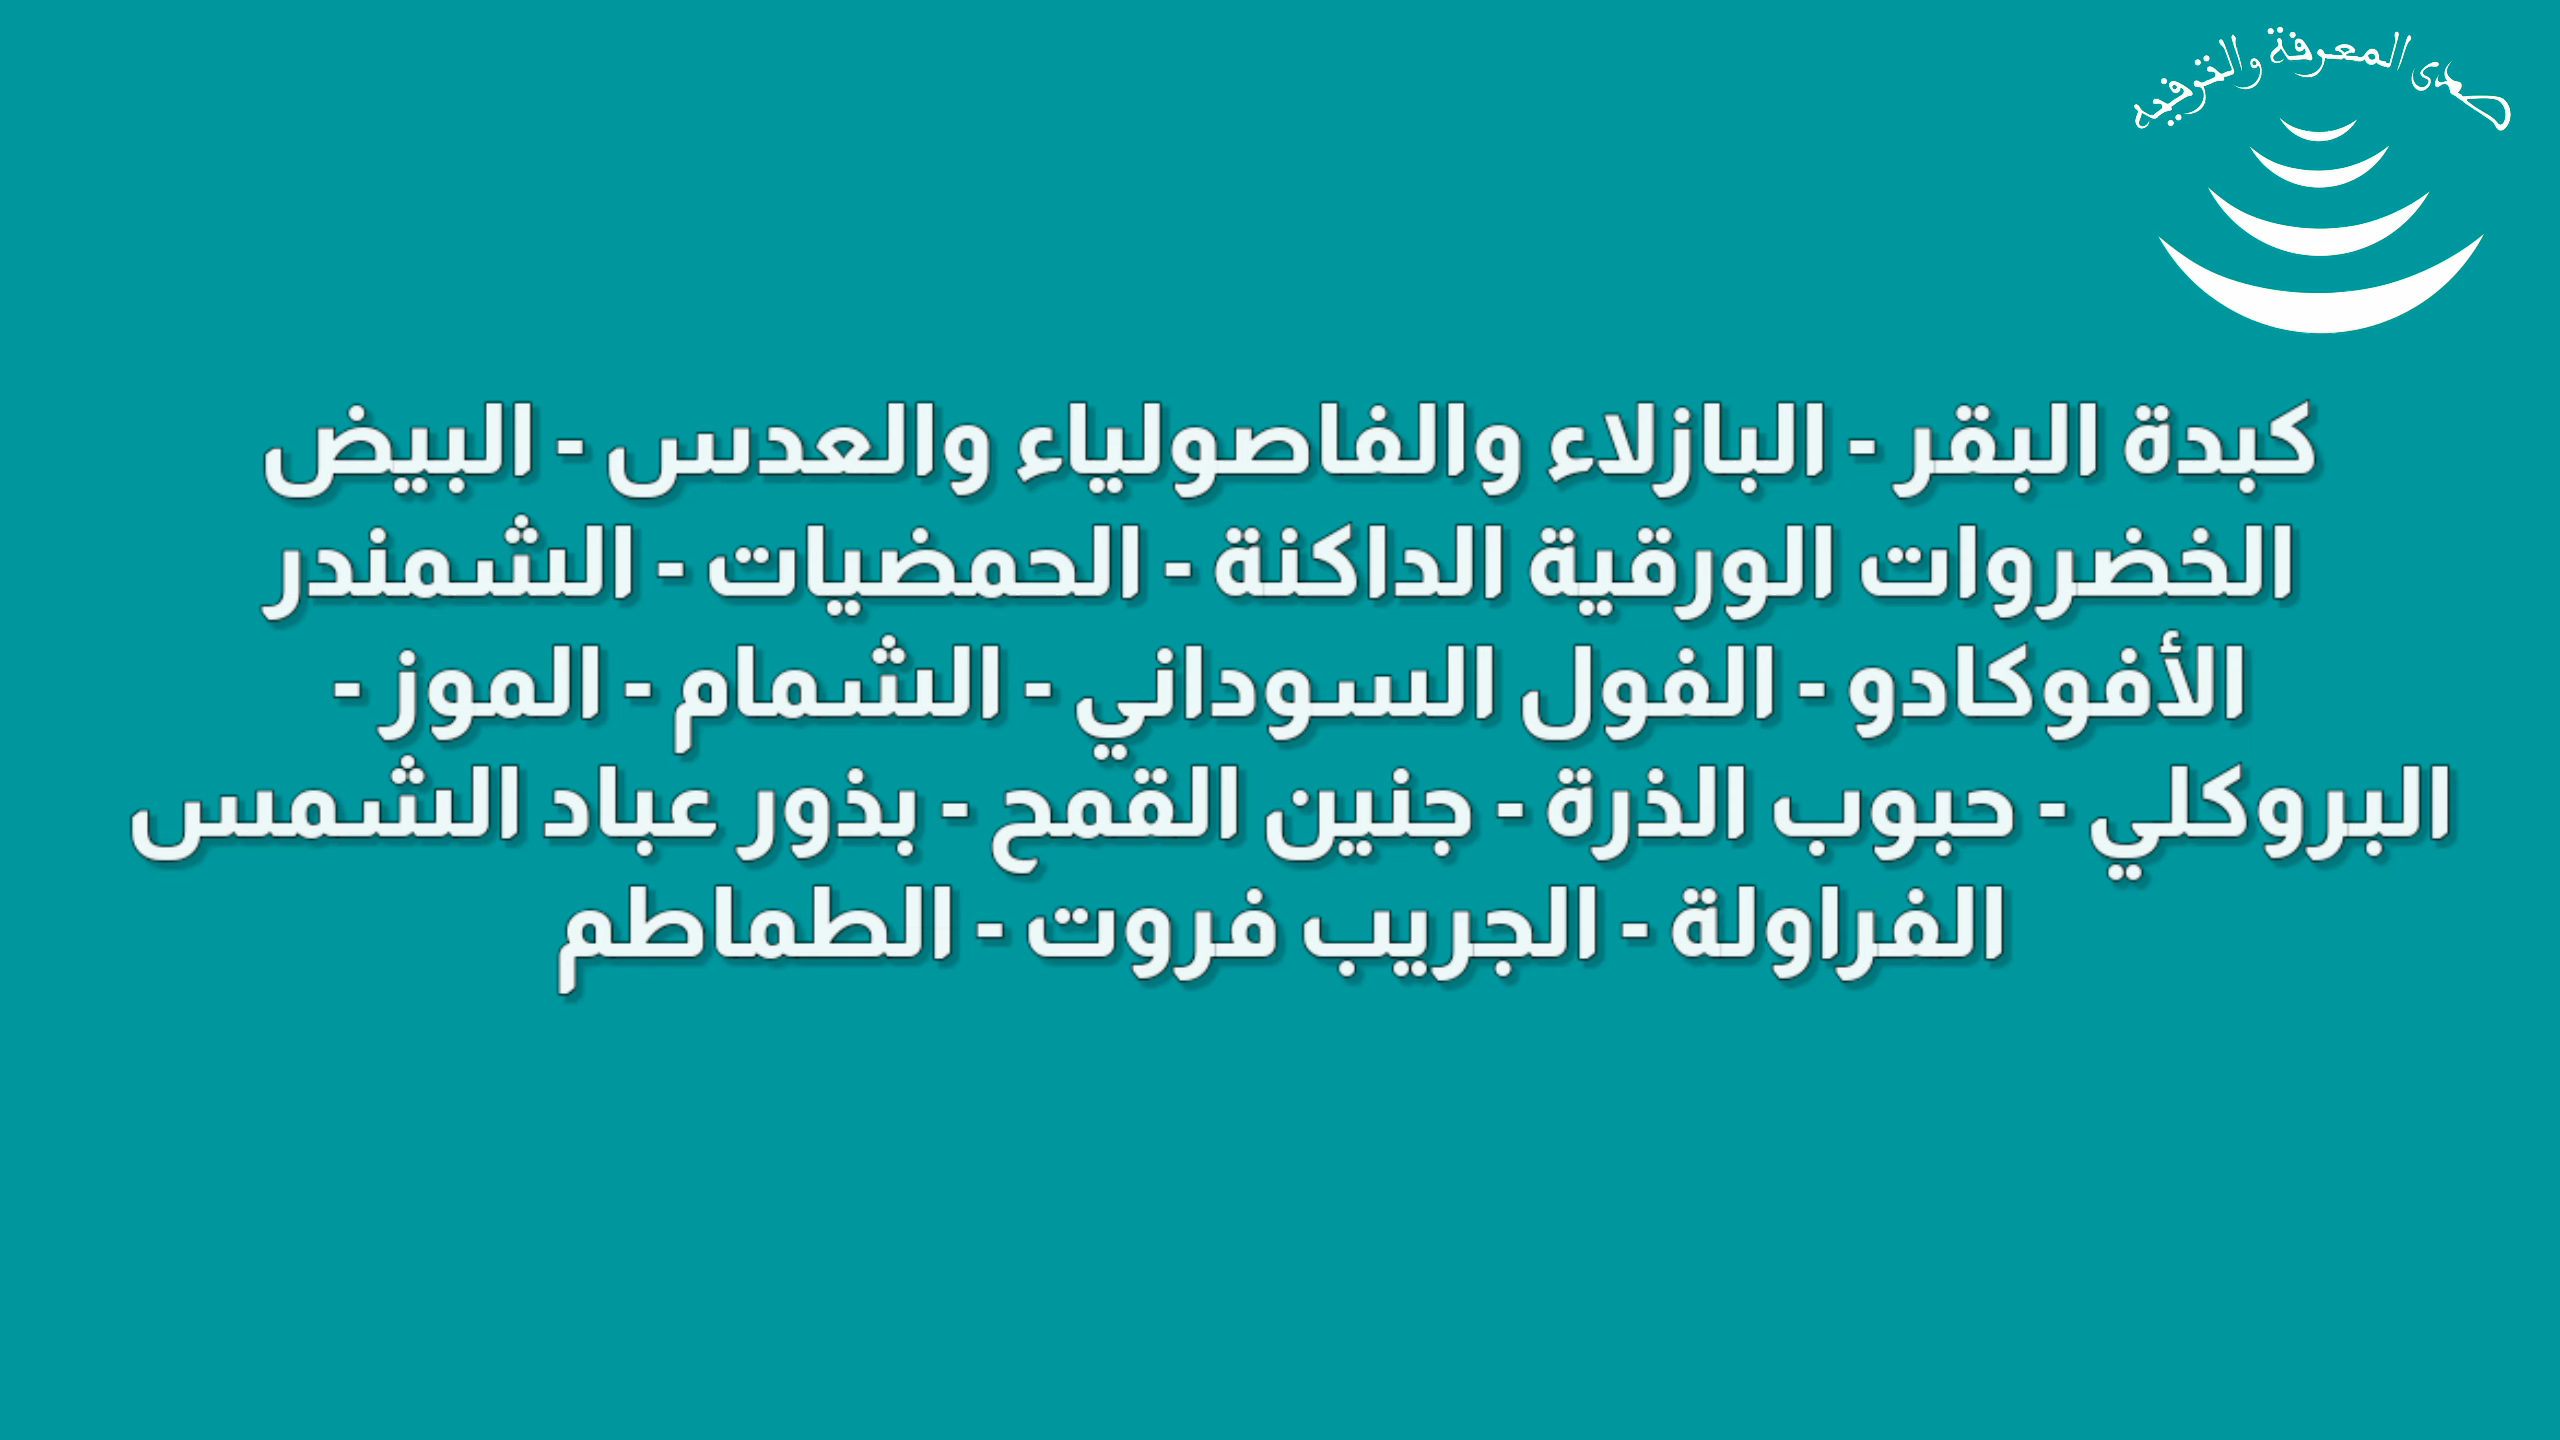 صدى المعرفة والترفيه
كبدة البقر - البازلاء والفاصولياء والعدس - البيض
الخضروات الورقية الداكنة - الحمضيات - الشمندر
الأفوكادو - الفول السوداني - الشمام - الموز -
البروكلي - حبوب الذرة - جنين القمح - بذور عباد الشمس
الفراولة - الجريب فروت - الطماطم